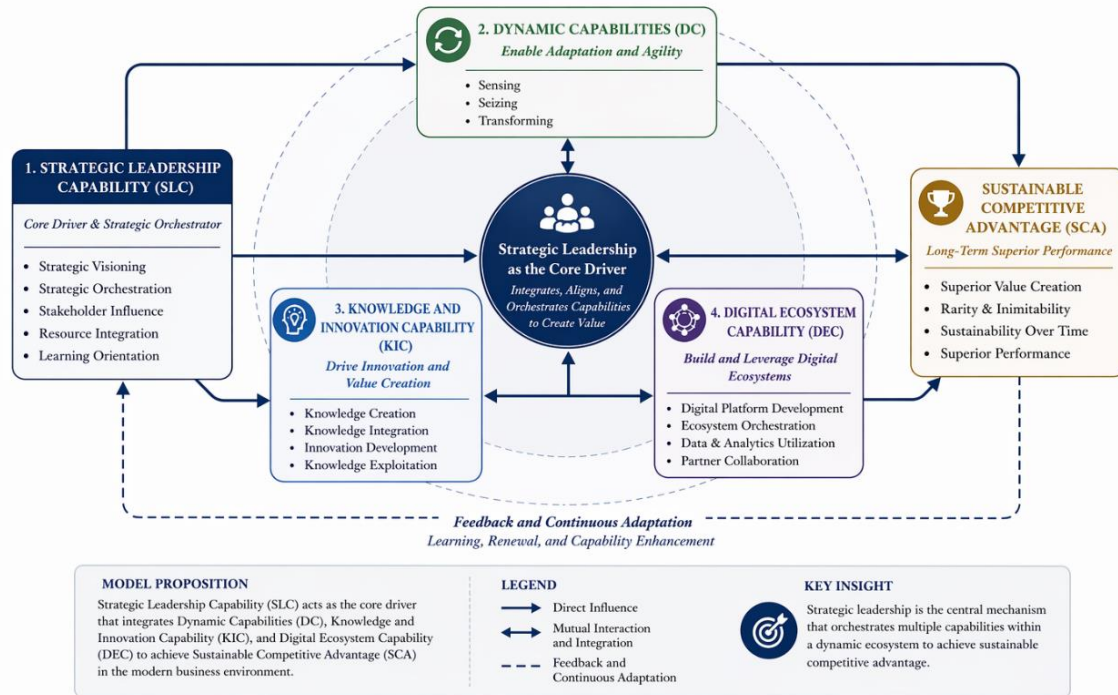 2. DYNAMIC CAPABILITIES (DC)
Enable Adaptation and Agility
• Sensing
• Seizing
• Transforming
1. STRATEGIC LEADERSHIP
CAPABILITY (SLC)
Core Driver & Strategic Orchestrator
• Strategic Visioning
• Strategic Orchestration
• Stakeholder Influence
• Resource Integration
• Learning Orientation
Strategic Leadership
as the Core Driver
Integrates, Aligns, and
Orchestrates Capabilities
to Create Value
SUSTAINABLE
COMPETITIVE
ADVANTAGE (SCA)
Long-Term Superior Performance
• Superior Value Creation
• Rarity & Inimitability
• Sustainability Over Time
• Superior Performance
3. KNOWLEDGE AND
INNOVATION CAPABILITY
(KIC)
Drive Innovation and
Value Creation
• Knowledge Creation
• Knowledge Integration
• Innovation Development
• Knowledge Exploitation
4. DIGITAL ECOSYSTEM
CAPABILITY (DEC)
Build and Leverage Digital
Ecosystems
• Digital Platform Development
• Ecosystem Orchestration
• Data & Analytics Utilization
• Partner Collaboration
Feedback and Continuous Adaptation
Learning, Renewal, and Capability Enhancement
MODEL PROPOSITION
Strategic Leadership Capability (SLC) acts as the core driver
that integrates Dynamic Capabilities (DC), Knowledge and
Innovation Capability (KIC), and Digital Ecosystem Capability
(DEC) to achieve Sustainable Competitive Advantage (SCA)
in the modern business environment.
LEGEND
Direct Influence
Mutual Interaction
and Integration
Feedback and
Continuous Adaptation
KEY INSIGHT
Strategic leadership is the central mechanism
that orchestrates multiple capabilities within
a dynamic ecosystem to achieve sustainable
competitive advantage.